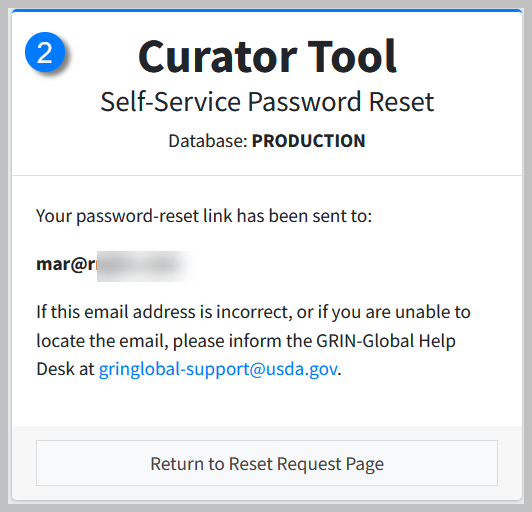 2
Curator Tool
Self-Service Password Reset
Database: PRODUCTION
Your password-reset link has been sent to:
mar@r
If this email address is incorrect, or if you are unable to
locate the email, please inform the GRIN-Global Help
Desk at gringlobal-support@usda.gov.
Return to Reset Request Page